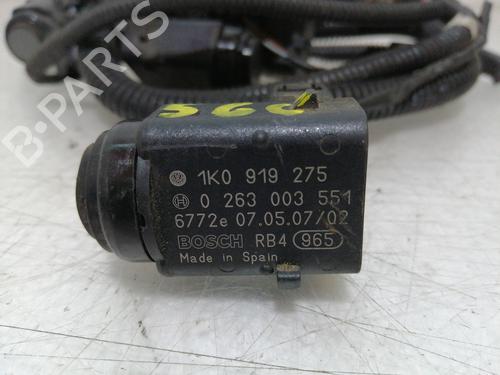 B-PARTS
1K0 919 275
0 263 003 551
6772e 07.05.07/02
BOSCH RB4 965
Made in Spain